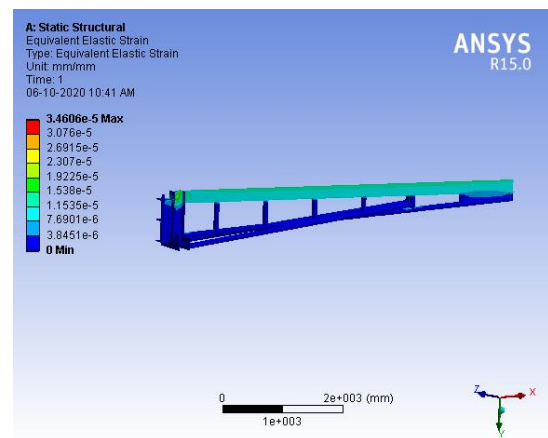 A: Static Structural
Equivalent Elastic Strain
Type: Equivalent Elastic Strain
Unit: mm/mm
Time: 1
06-10-2020 10:41 AM
ANSYS
R15.0
3.4606e-5 Max
3.076e-5
2.6915e-5
2.307e-5
1.9225e-5
1.538e-5
1.1535e-5
7.6901e-6
3.8451e-6
0 Min
0
2e+003 (mm)
1e+003
Z
X
Y